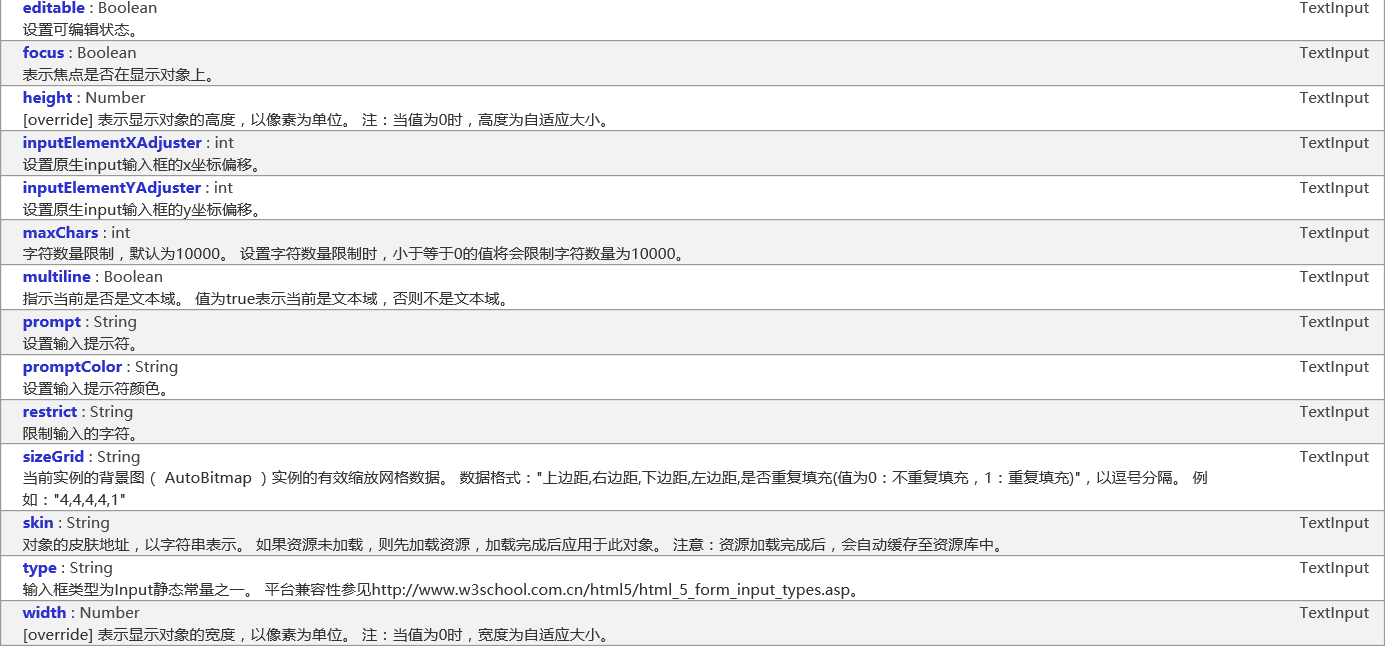 editable : Boolean TextInput
设置可编辑状态。
focus : Boolean TextInput
表示焦点是否在显示对象上。
height : Number TextInput
[override] 表示显示对象的高度，以像素为单位。 注：当值为0时，高度为自适应大小。
inputElementXAdjuster : int TextInput
设置原生input输入框的x坐标偏移。
inputElementYAdjuster : int TextInput
设置原生input输入框的y坐标偏移。
maxChars : int TextInput
字符数量限制，默认为10000。 设置字符数量限制时，小于等于0的值将会限制字符数量为10000。
multiline : Boolean TextInput
指示当前是否是文本域。 值为true表示当前是文本域，否则不是文本域。
prompt : String TextInput
设置输入提示符。
promptColor : String TextInput
设置输入提示符颜色。
restrict : String TextInput
限制输入的字符。
sizeGrid : String TextInput
当前实例的背景图（ AutoBitmap ）实例的有效缩放网格数据。 数据格式："上边距,右边距,下边距,左边距,是否重复填充(值为0：不重复填充，1：重复填充)"，以逗号分隔。 例
如："4,4,4,4,1"
skin : String TextInput
对象的皮肤地址，以字符串表示。 如果资源未加载，则先加载资源，加载完成后应用于此对象。 注意：资源加载完成后，会自动缓存至资源库中。
type : String TextInput
输入框类型为Input静态常量之一。 平台兼容性参见http://www.w3school.com.cn/html5/html_5_form_input_types.asp。
width : Number TextInput
[override] 表示显示对象的宽度，以像素为单位。 注：当值为0时，宽度为自适应大小。